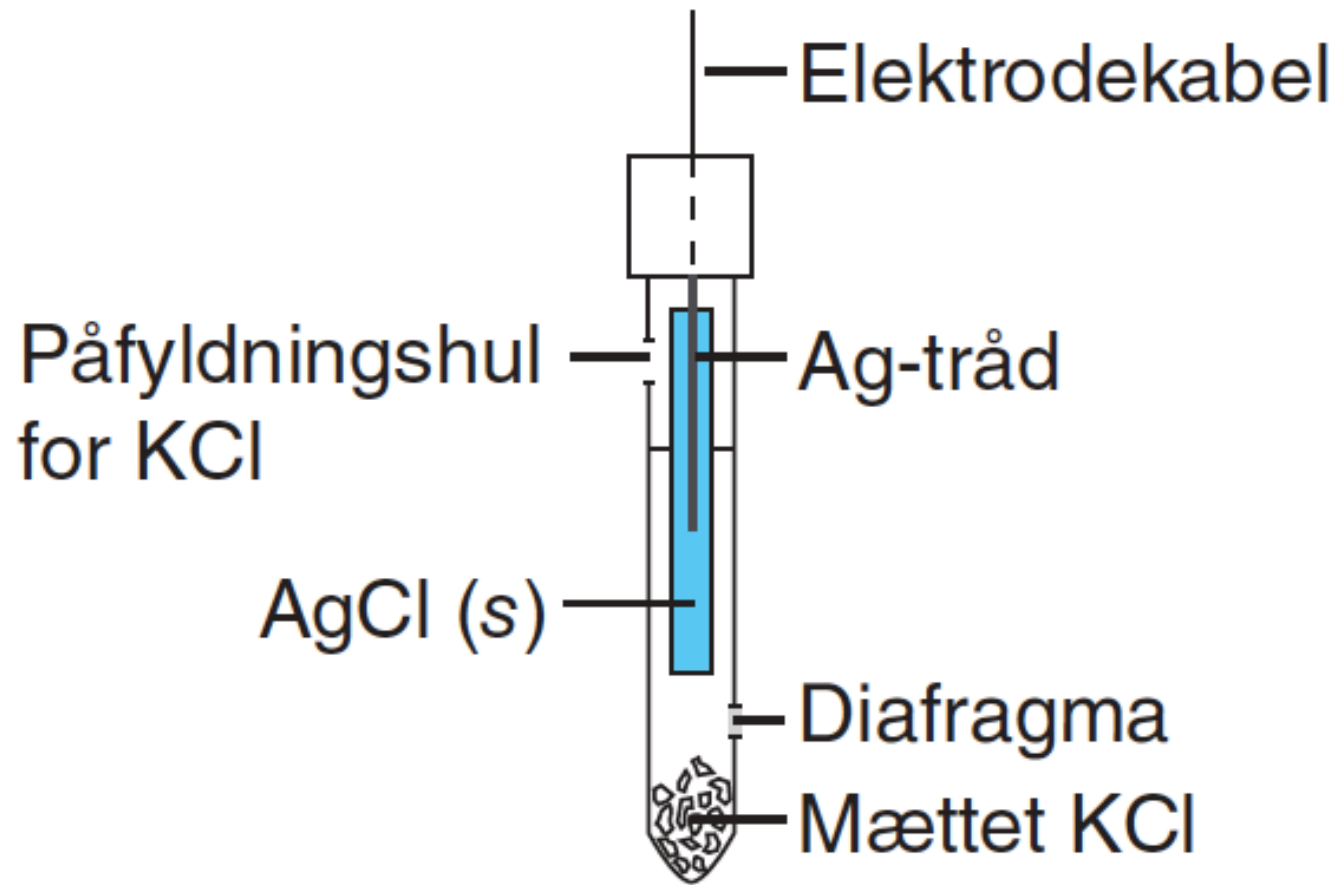 Elektrodekabel
Påfyldningshul
for KCl
Ag-tråd
AgCl (s)
Diafragma
Mættet KCl